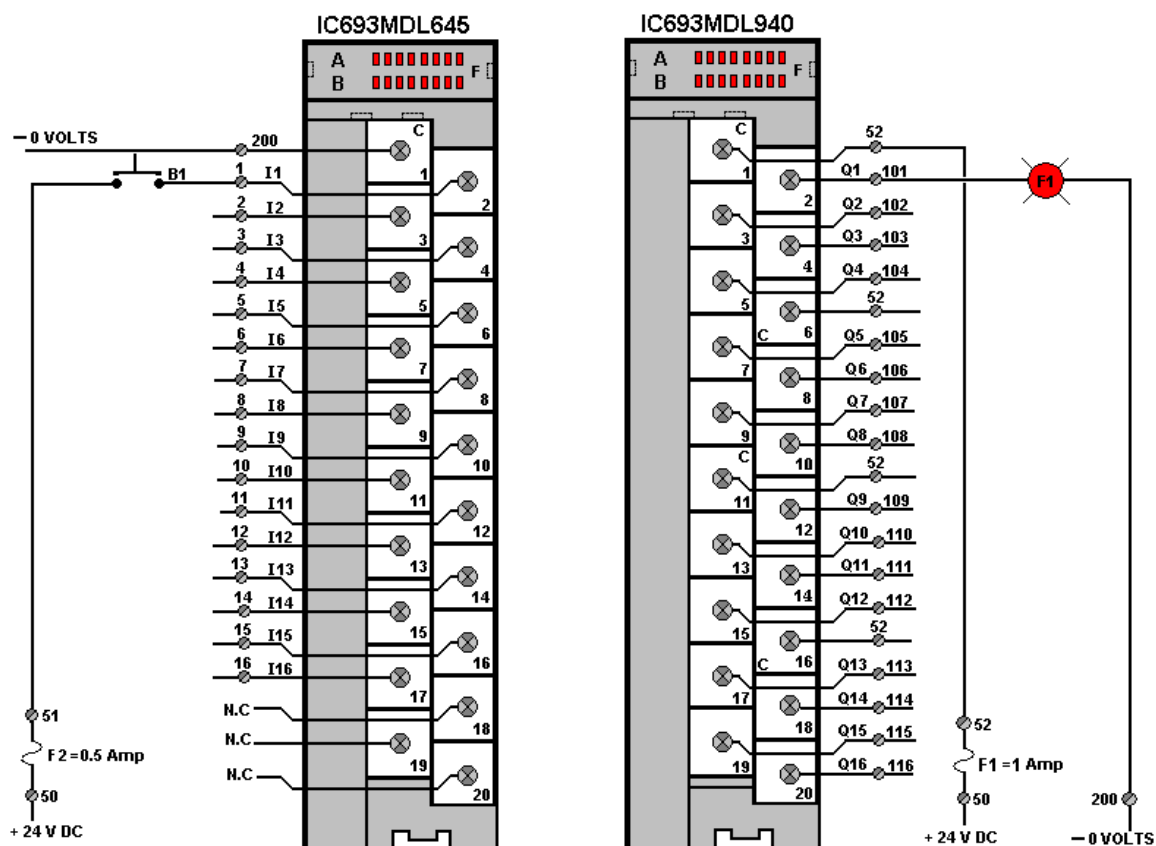 IC693MDL645
A
B
F
— 0 VOLTS
200
C
1
1
I1
B1
2
2
I2
3
3
I3
4
4
I4
5
5
I5
6
6
I6
7
7
I7
8
8
I8
9
9
I9
10
10
I10
11
11
I11
12
12
I12
13
13
I13
14
14
I14
15
15
I15
16
16
I16
17
N.C
18
N.C
19
N.C
20
51
F2 =0.5 Amp
50
+ 24 V DC
IC693MDL940
A
B
F
C
52
1
Q1
101
F1
2
Q2
102
3
Q3
103
4
Q4
104
5
52
6
C
Q5
105
7
Q6
106
8
Q7
107
9
Q8
108
10
C
52
11
Q9
109
12
Q10
110
13
Q11
111
14
Q12
112
15
52
16
C
Q13
113
17
Q14
114
18
Q15
115
19
Q16
116
20
52
F1 =1 Amp
50
+ 24 V DC
200
— 0 VOLTS